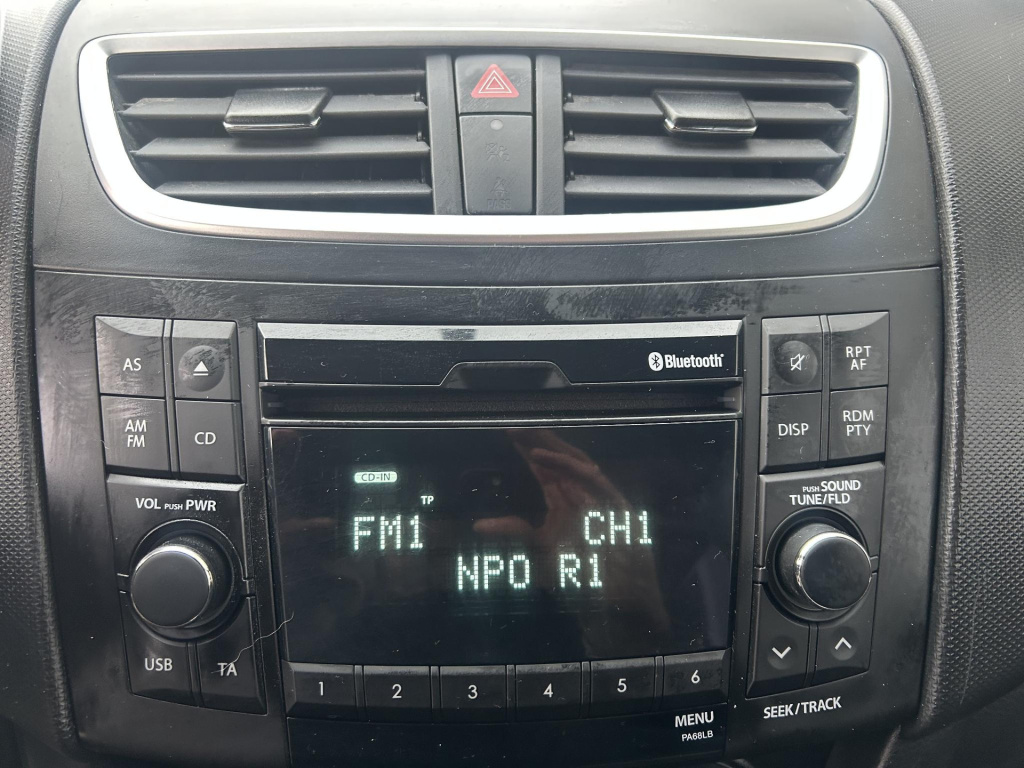 Bluetooth
AS
AM
FM
CD
RPT
AF
DISP
RDM
PTY
VOL PUSH PWR
CD-IN
TP
FM1 CH1
NPO R1
PUSH SOUND
TUNE/FLD
USB
TA
1 2 3 4 5 6
MENU
PA68LB
SEEK/TRACK